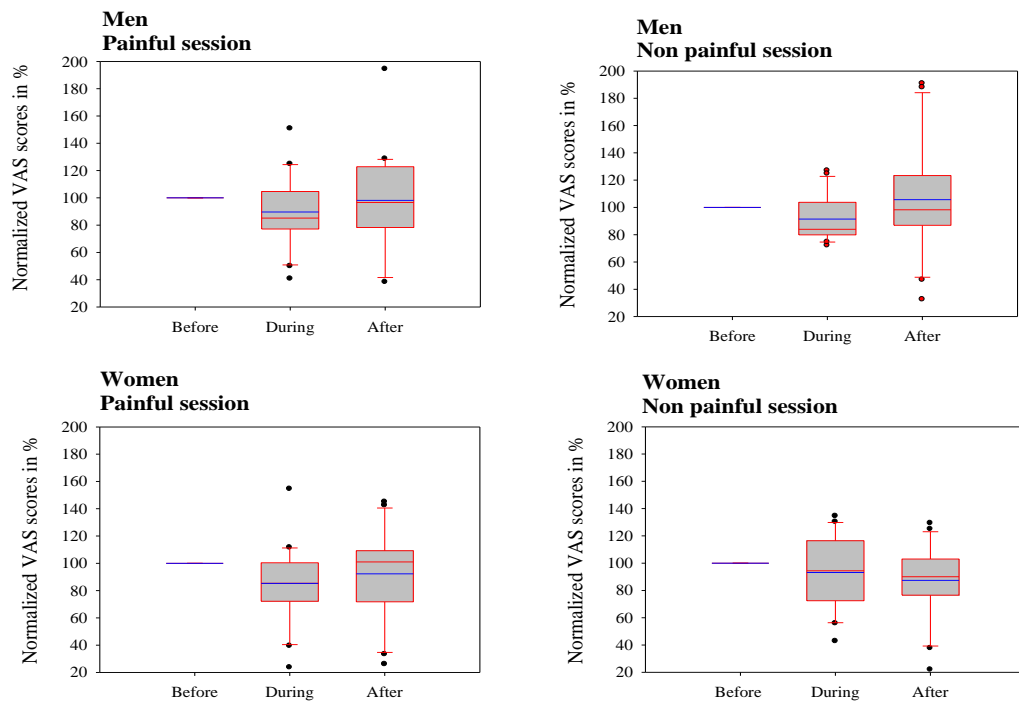 Men
Painful session
Normalized VAS scores in %
200
180
160
140
120
100
80
60
40
20
Before During After
Men
Non painful session
Normalized VAS scores in %
200
180
160
140
120
100
80
60
40
20
Before During After
Women
Painful session
Normalized VAS scores in %
200
180
160
140
120
100
80
60
40
20
Before During After
Women
Non painful session
Normalized VAS scores in %
200
180
160
140
120
100
80
60
40
20
Before During After